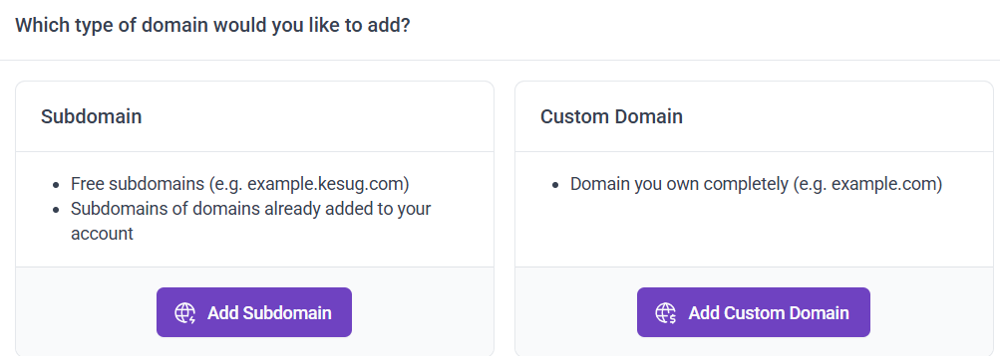 Which type of domain would you like to add?
Subdomain
Free subdomains (e.g. example.kesug.com)
Subdomains of domains already added to your
account
Add Subdomain
Custom Domain
Domain you own completely (e.g. example.com)
Add Custom Domain